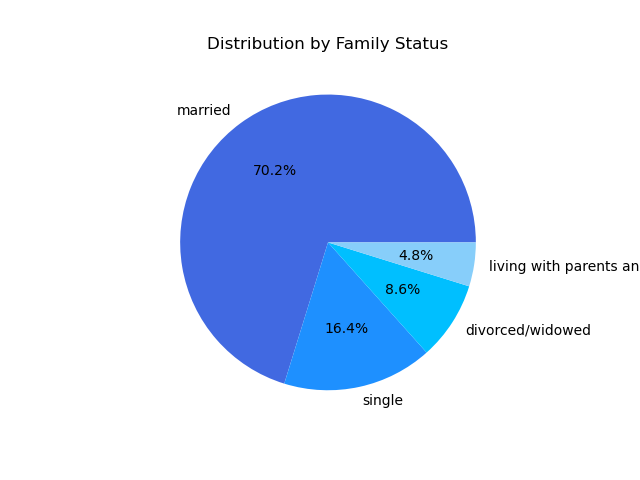 Distribution by Family Status
married
70.2%
4.8%
living with parents an
8.6%
divorced/widowed
16.4%
single